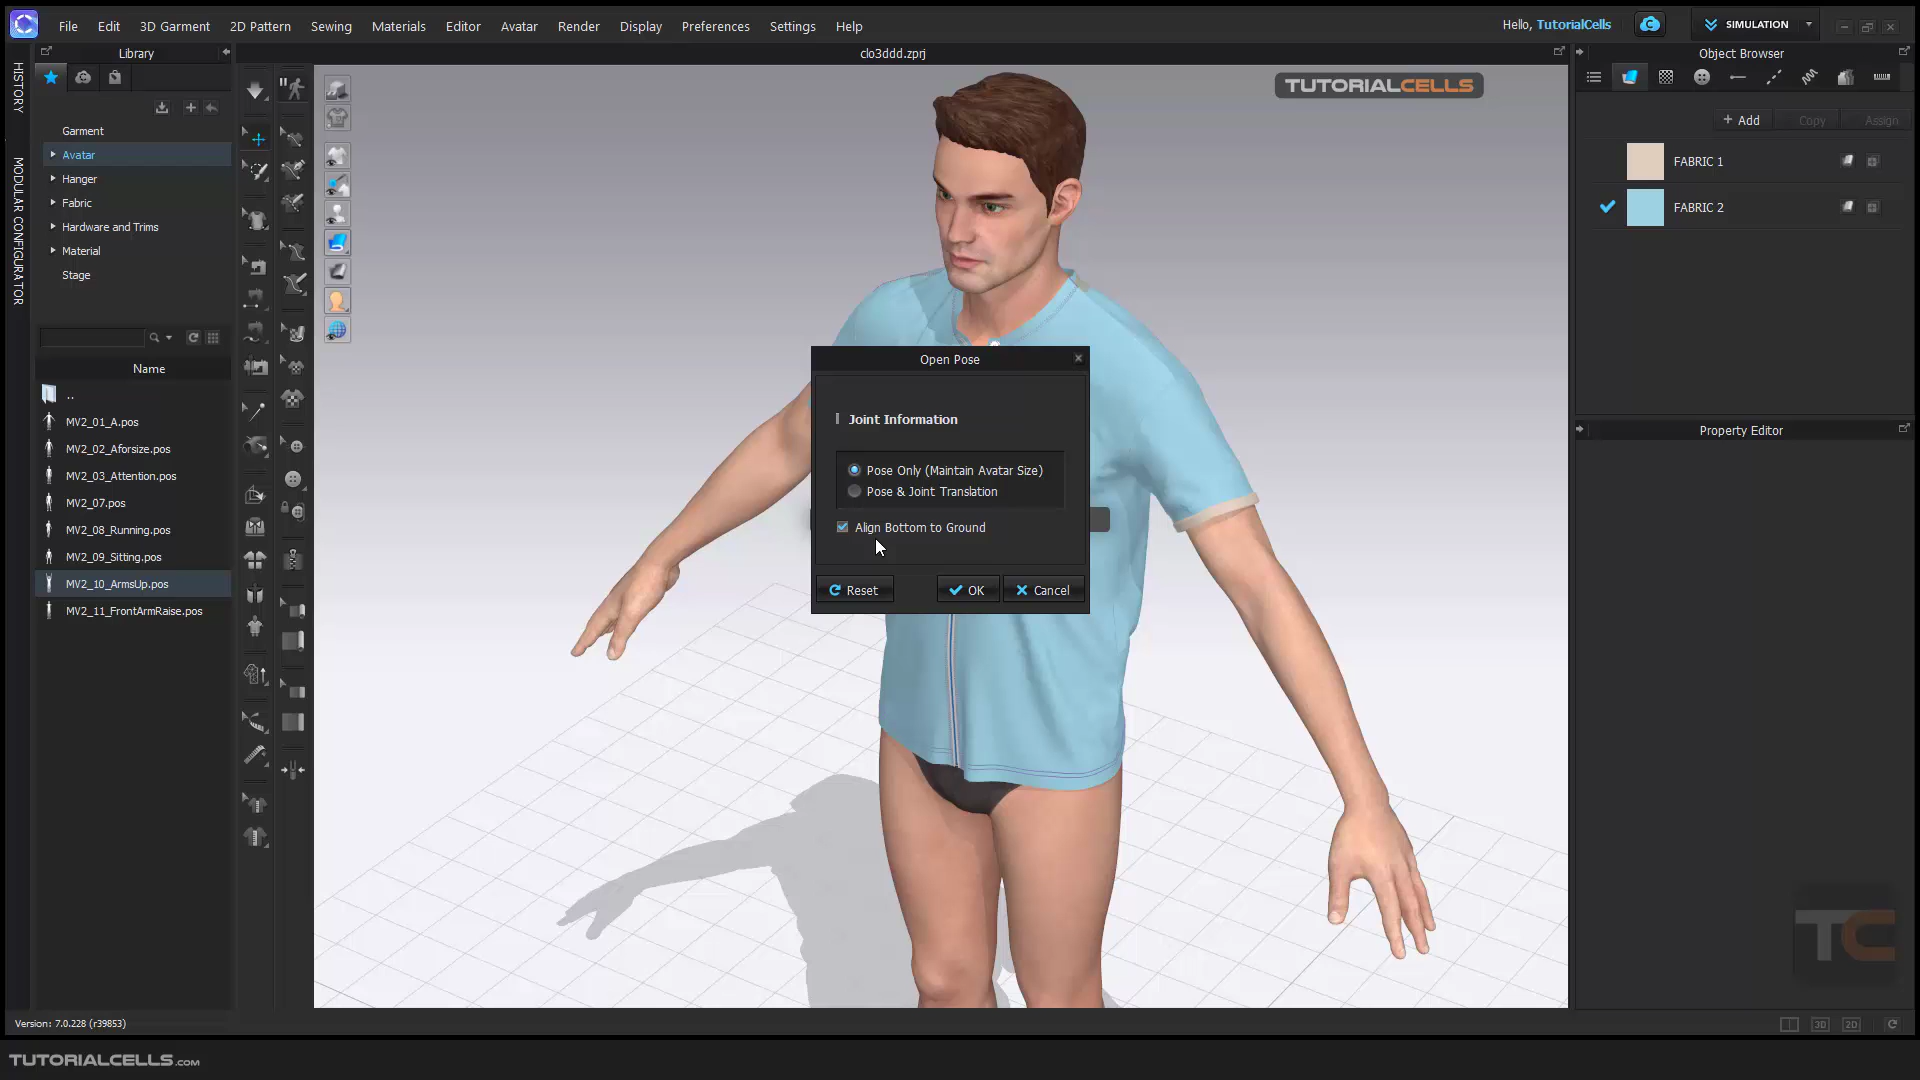 File Edit 3D Garment 2D Pattern Sewing Materials Editor Avatar Render Display Preferences Settings Help
Hello, TutorialCells
SIMULATION
Library
clo3ddd.zprj
Object Browser
HISTORY
MODULAR CONFIGURATOR
Garment
Avatar
Hanger
Fabric
Hardware and Trims
Material
Stage
Name
..
MV2_01_A.pos
MV2_02_Aforsize.pos
MV2_03_Attention.pos
MV2_07.pos
MV2_08_Running.pos
MV2_09_Sitting.pos
MV2_10_ArmsUp.pos
MV2_11_FrontArmRaise.pos
TUTORIALCELLS
Open Pose
Joint Information
Pose Only (Maintain Avatar Size)
Pose & Joint Translation
Align Bottom to Ground
Reset OK Cancel
+ Add Copy Assign
FABRIC 1
FABRIC 2
Property Editor
TC
Version: 7.0.228 (r39853)
3D 2D
TUTORIALCELLS.com